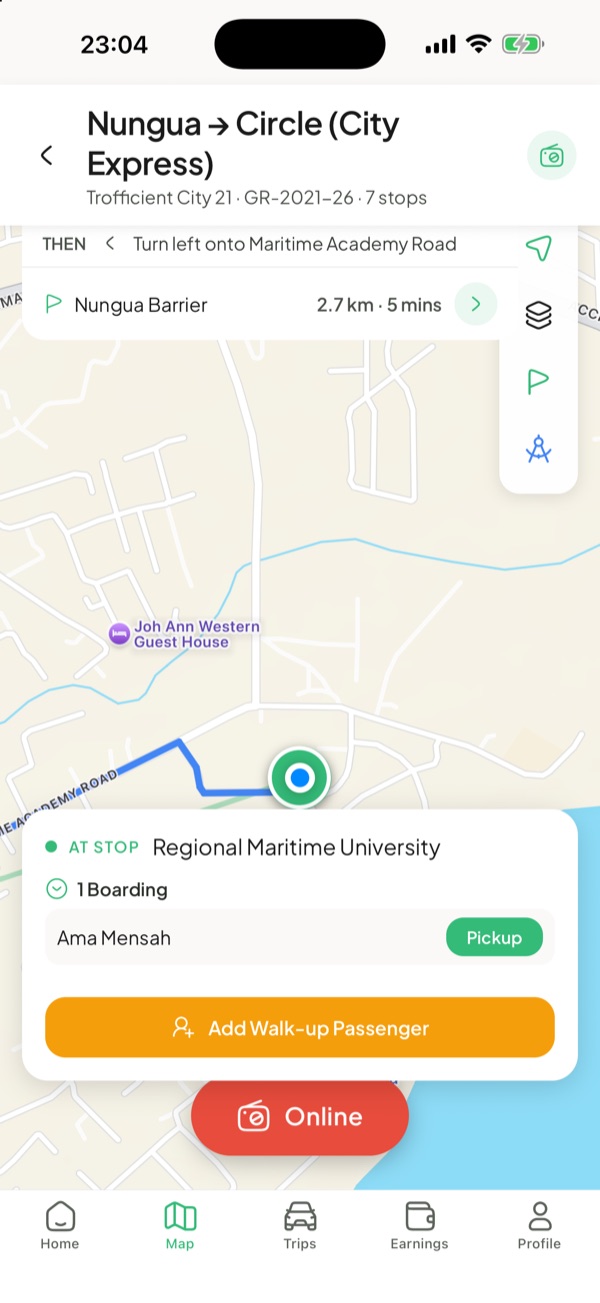 23:04
Nungua → Circle (City
Express)
Trofficient City 21 · GR-2021-26 · 7 stops
THEN Turn left onto Maritime Academy Road
Nungua Barrier 2.7 km · 5 mins
Joh Ann Western
Guest House
ACADEMY ROAD
AT STOP Regional Maritime University
1 Boarding
Ama Mensah Pickup
Add Walk-up Passenger
Online
Home Map Trips Earnings Profile